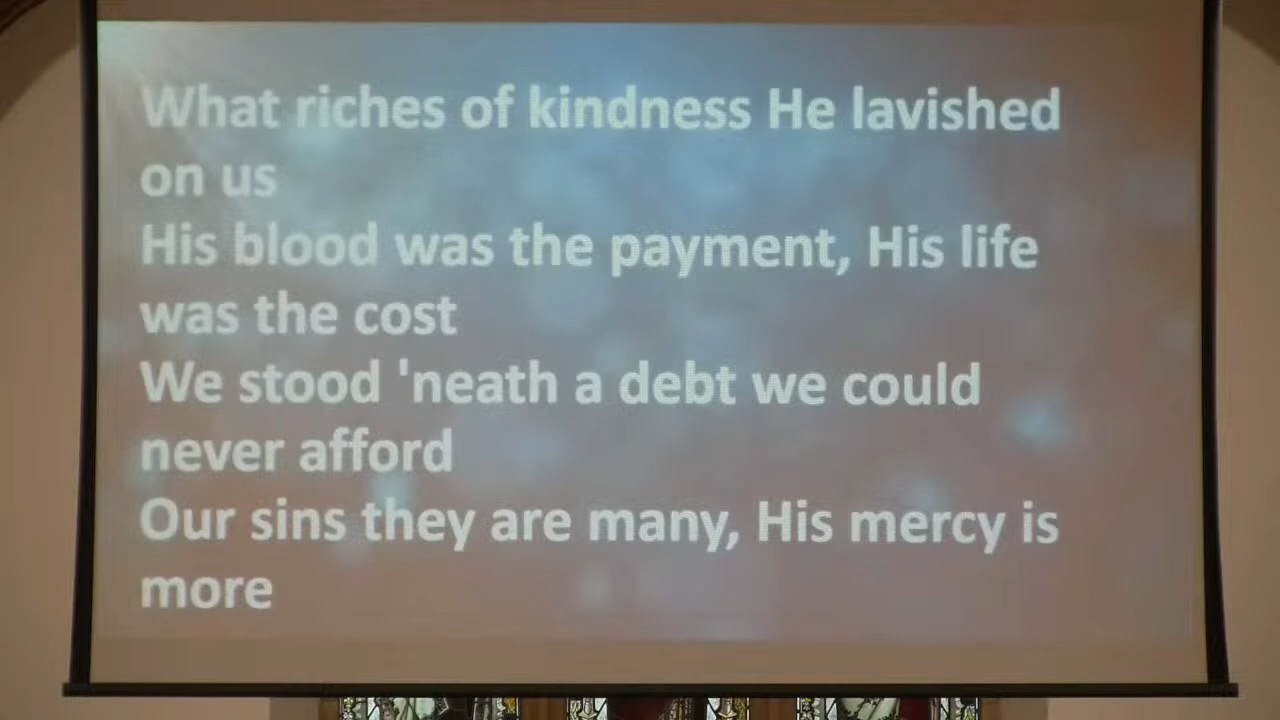 What riches of kindness He lavished
on us
His blood was the payment, His life
was the cost
We stood 'neath a debt we could
never afford
Our sins they are many, His mercy is
more